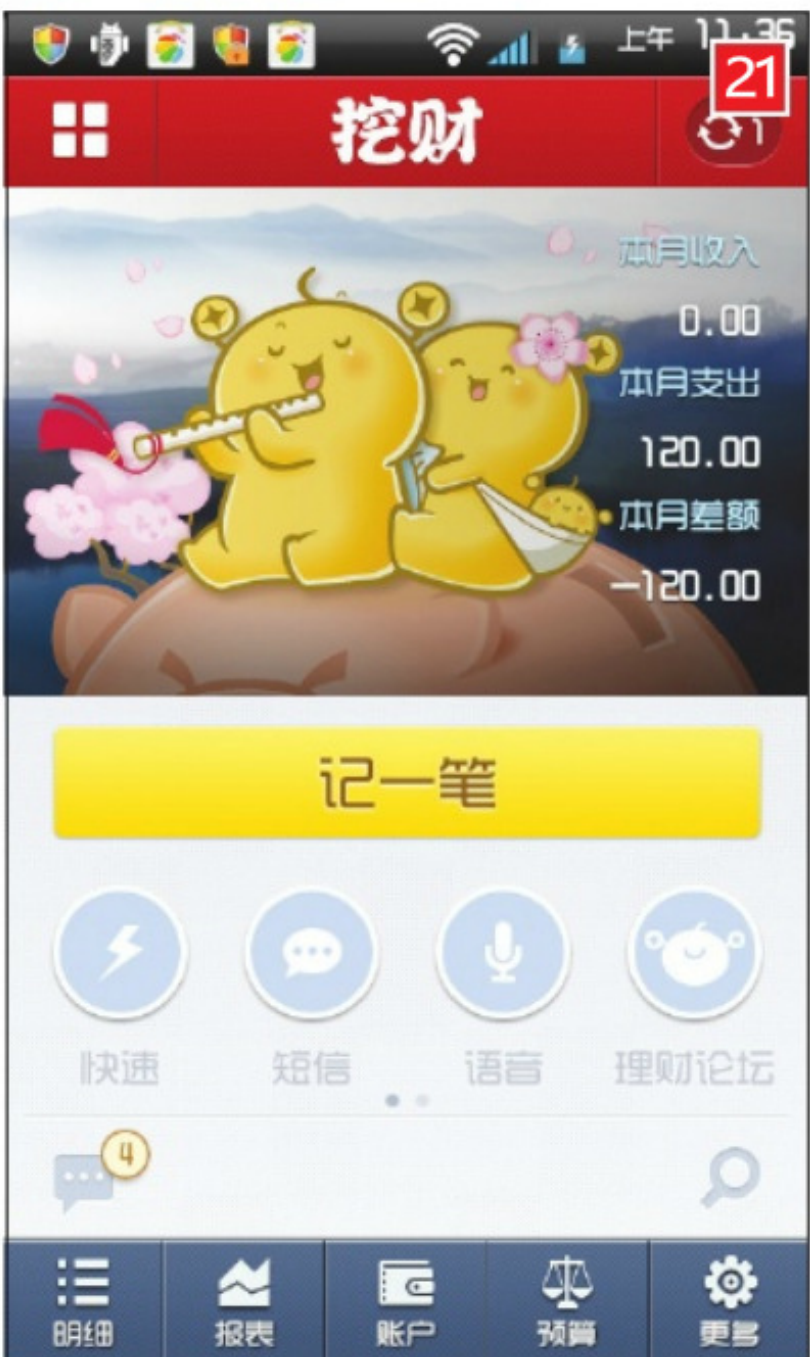 上午 11:36
21
挖财
1
本月收入
0.00
本月支出
120.00
本月差额
-120.00
记一笔
快速 短信 语音 理财论坛
4
明细 报表 账户 预算 更多